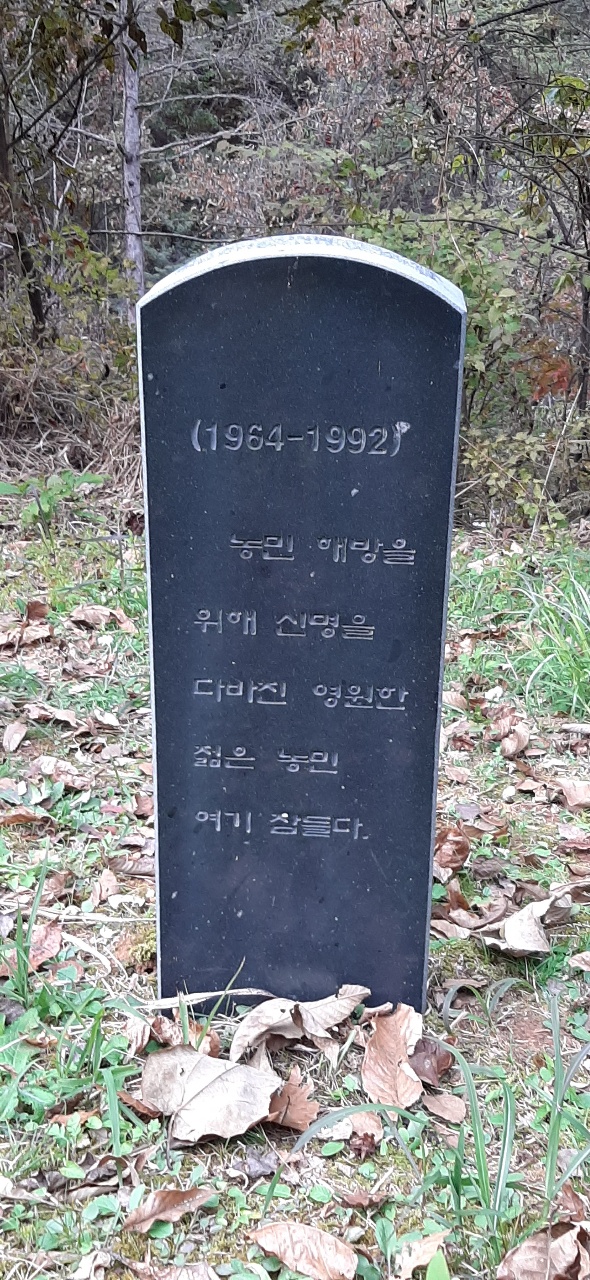 (1964-1992)
농민 해방을
위해 신명을
다바친 영원한
젊은 농민
여기 잠들다.